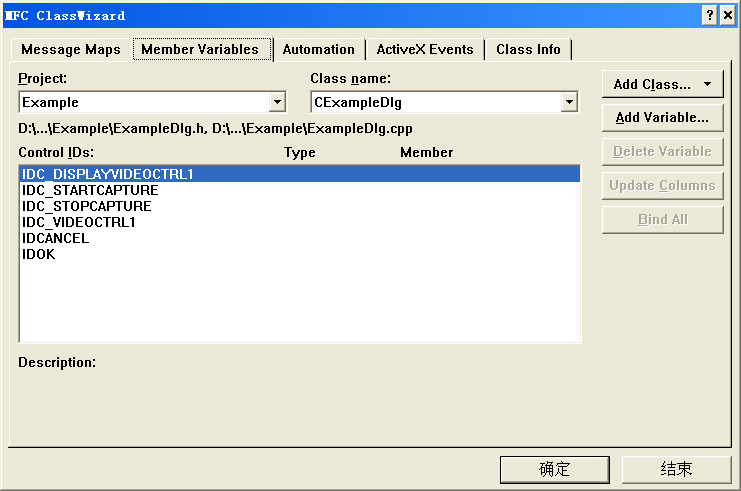 MFC ClassWizard
Message Maps Member Variables Automation ActiveX Events Class Info
Project: Class name:
Example CExampleDlg
Add Class...
D:\...\Example\ExampleDlg.h, D:\...\Example\ExampleDlg.cpp
Add Variable...
Control IDs: Type Member
Delete Variable
IDC_DISPLAYVIDEOCTRL1
IDC_STARTCAPTURE
Update Columns
IDC_STOPCAPTURE
IDC_VIDEOCTRL1
Bind All
IDCANCEL
IDOK
Description:
确定 结束